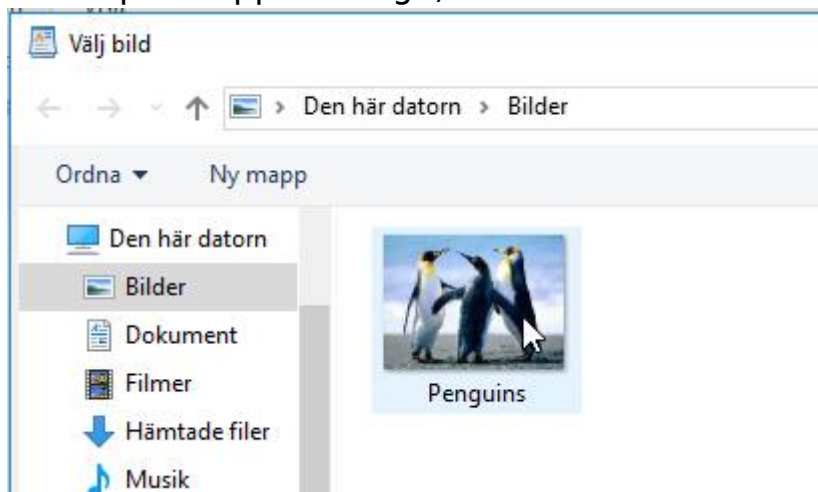 Välj bild
Den här datorn > Bilder
Ordna Ny mapp
Den här datorn
Bilder
Dokument
Filmer
Hämtade filer
Musik
Penguins